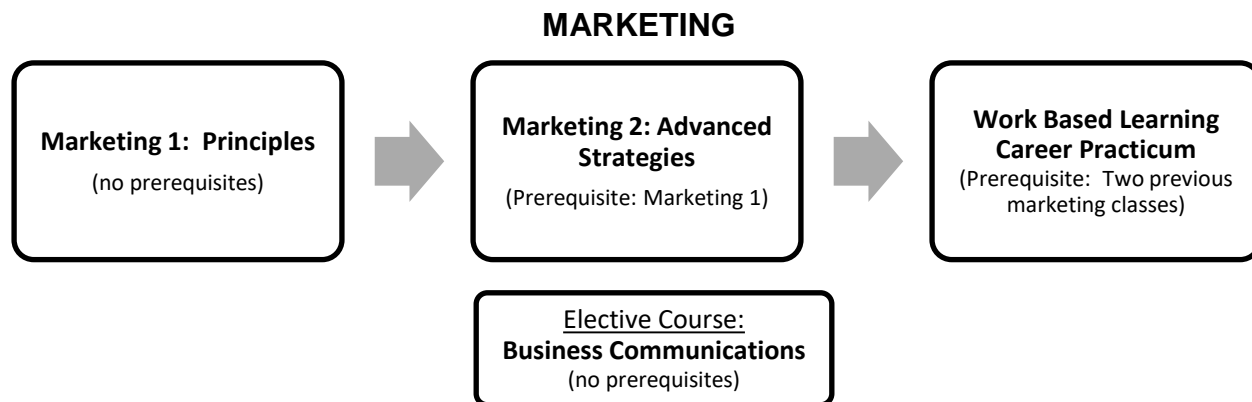 MARKETING
Marketing 1:  Principles
(no prerequisites)
Marketing 2: Advanced
Strategies
(Prerequisite: Marketing 1)
Work Based Learning
Career Practicum
(Prerequisite:  Two previous
marketing classes)
Elective Course:
Business Communications
(no prerequisites)